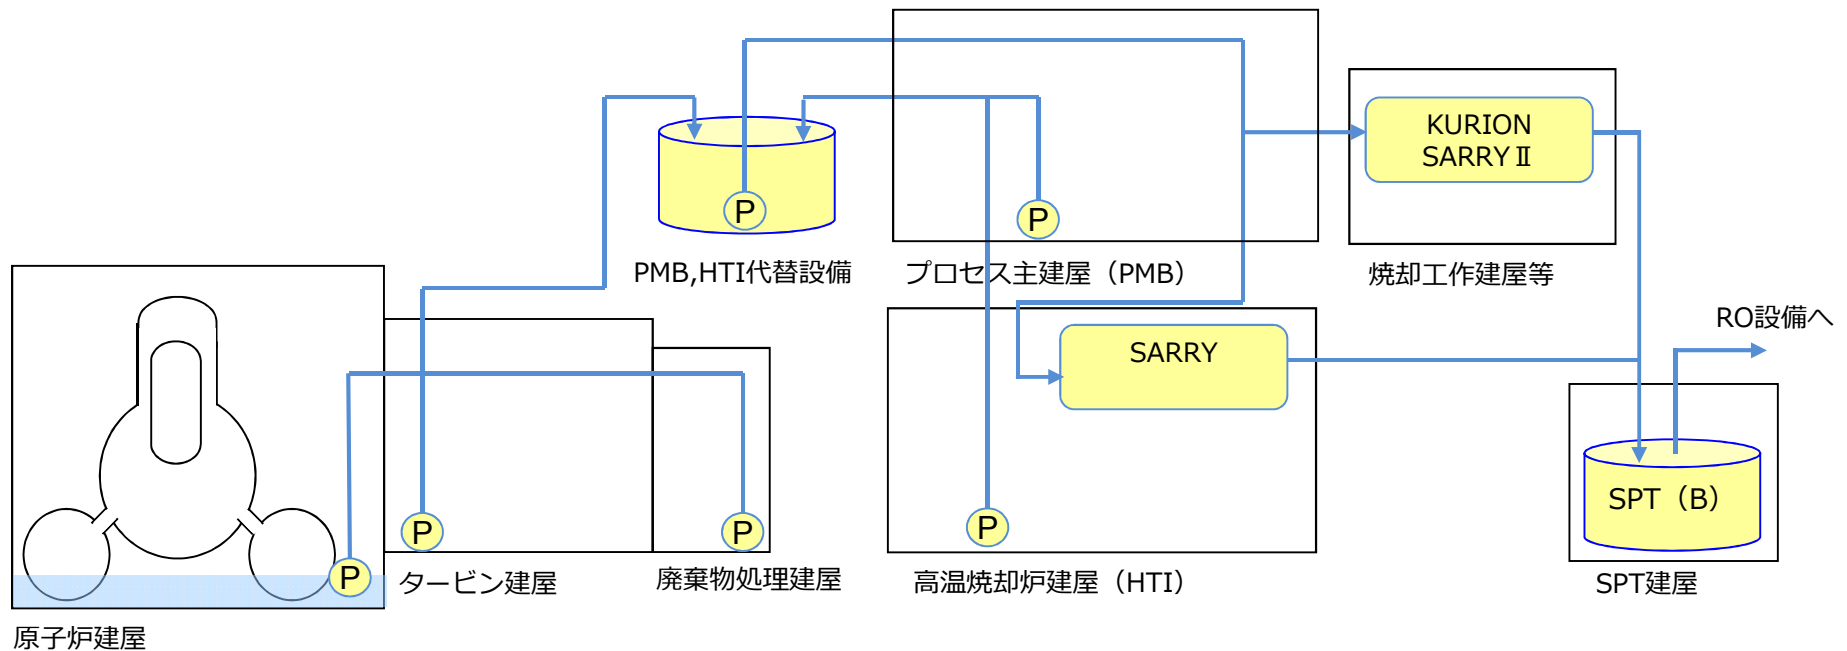 KURION
SARRYⅡ
P
P
PMB,HTI代替設備
プロセス主建屋（PMB）
焼却工作建屋等
RO設備へ
SARRY
SPT（B）
P
P
P
P
タービン建屋
廃棄物処理建屋
高温焼却炉建屋（HTI）
SPT建屋
原子炉建屋